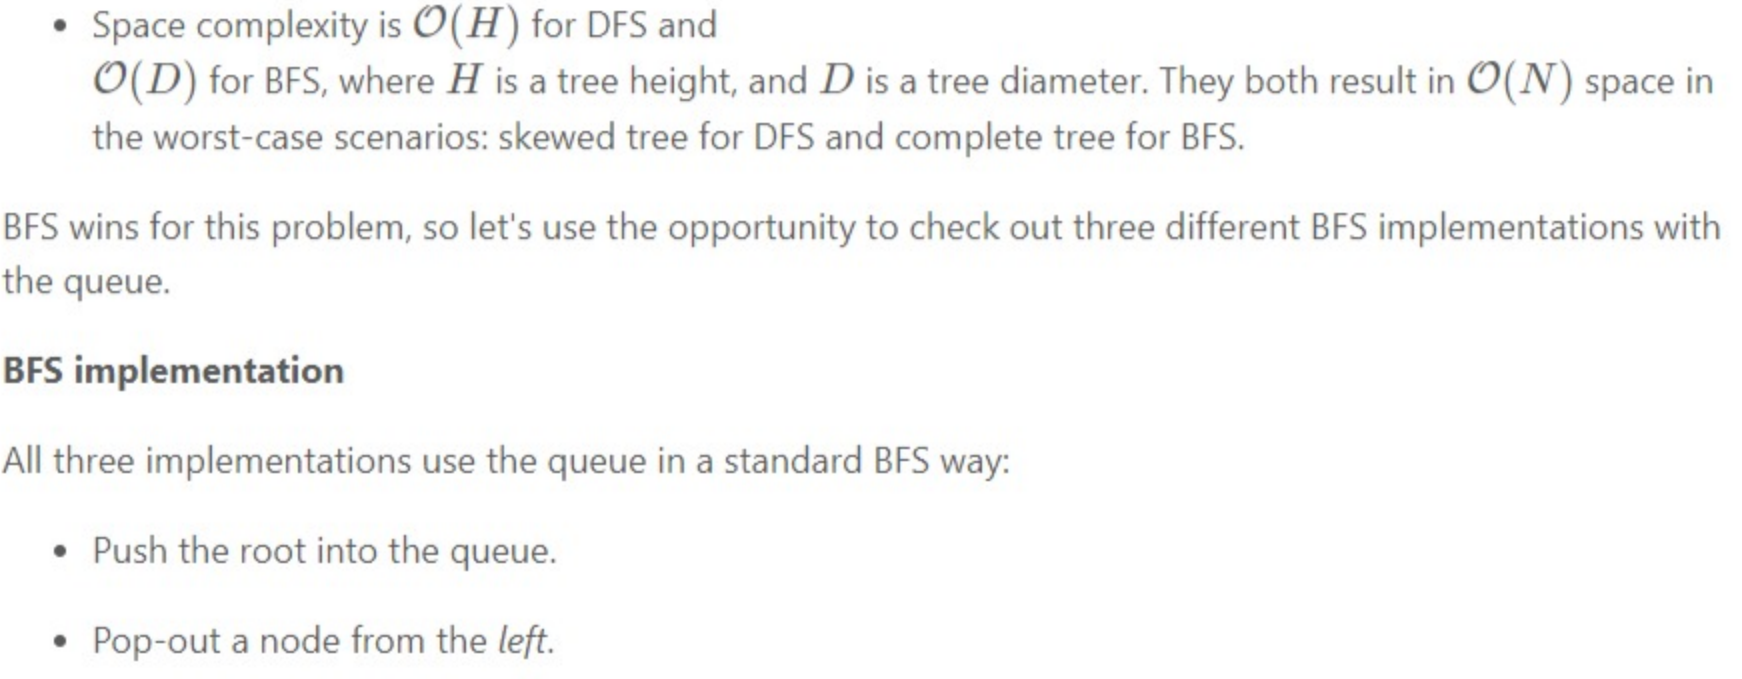 • Space complexity is O(H) for DFS and
O(D) for BFS, where H is a tree height, and D is a tree diameter. They both result in O(N) space in
the worst-case scenarios: skewed tree for DFS and complete tree for BFS.
BFS wins for this problem, so let's use the opportunity to check out three different BFS implementations with
the queue.
BFS implementation
All three implementations use the queue in a standard BFS way:
• Push the root into the queue.
• Pop-out a node from the left.